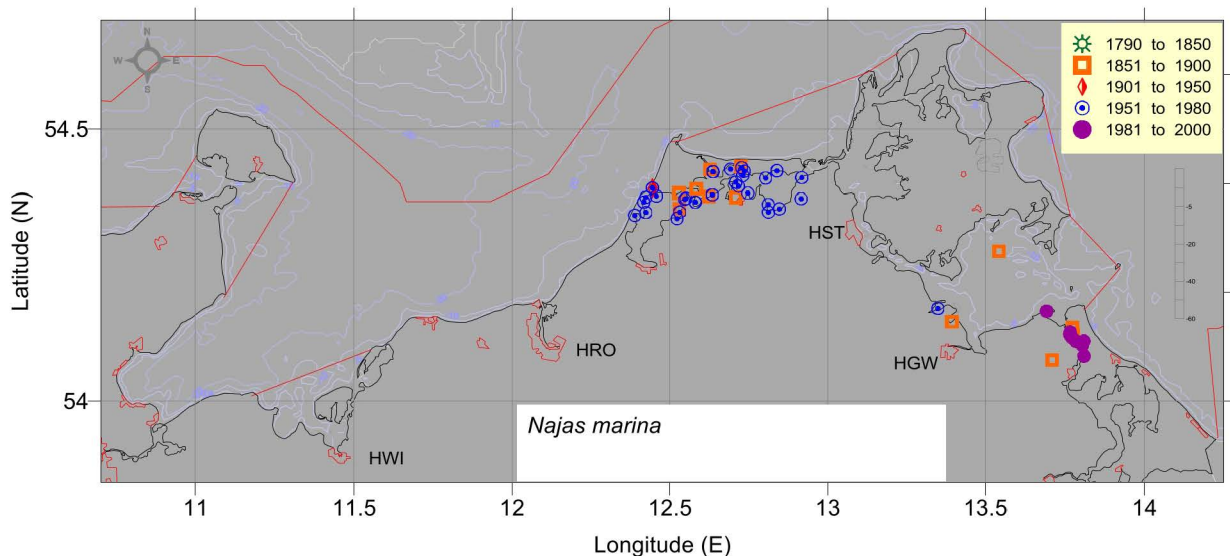 N
W E
S
1790 to 1850
1851 to 1900
1901 to 1950
1951 to 1980
1981 to 2000
54.5
54
Latitude (N)
HST
HRO
HGW
HWI
-5
-20
-30
-40
-60
Najas marina
11
11.5
12
12.5
13
13.5
14
Longitude (E)